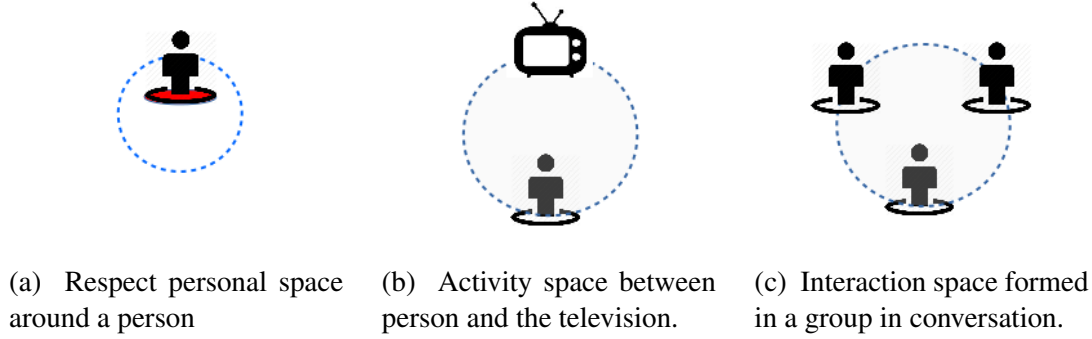 (a) Respect personal space
around a person
(b) Activity space between
person and the television.
(c) Interaction space formed
in a group in conversation.